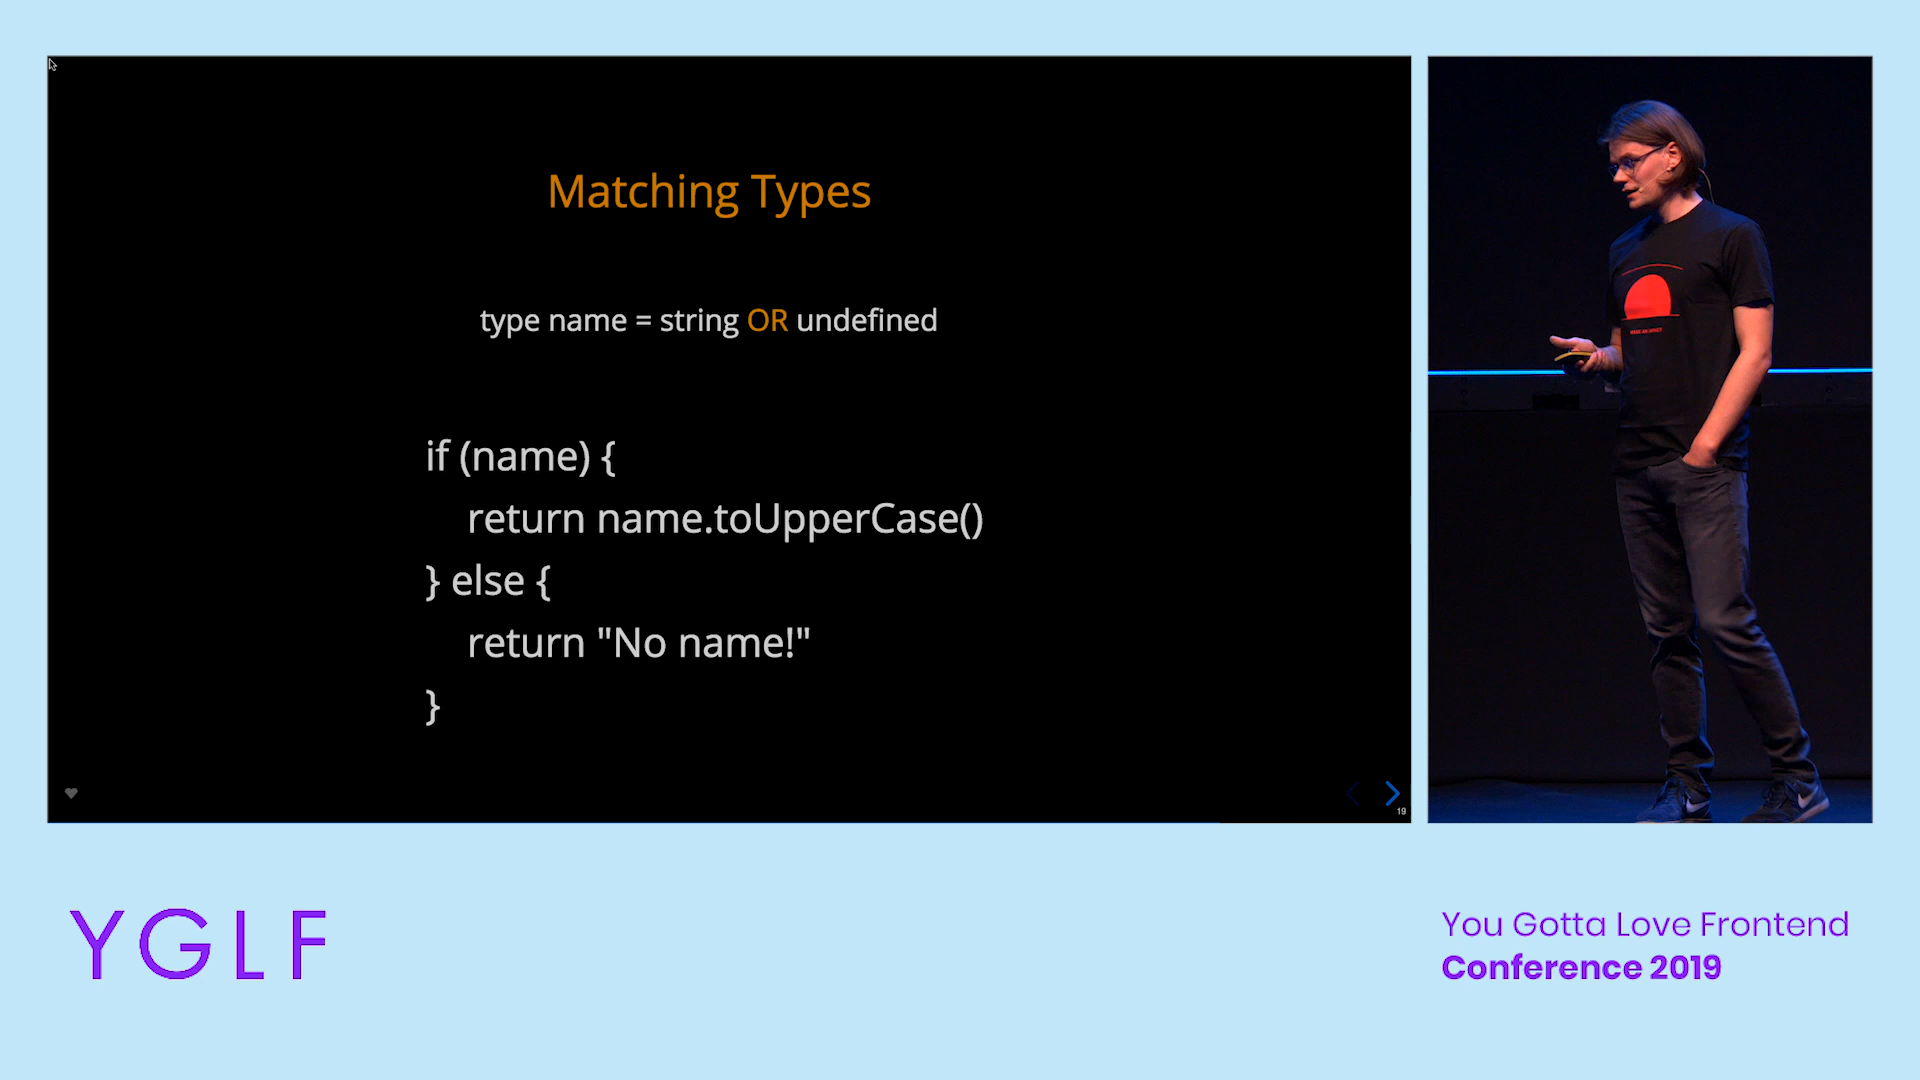 Matching Types
type name = string OR undefined
if (name) {
return name.toUpperCase()
} else {
return "No name!"
}
19
YGLF
You Gotta Love Frontend
Conference 2019